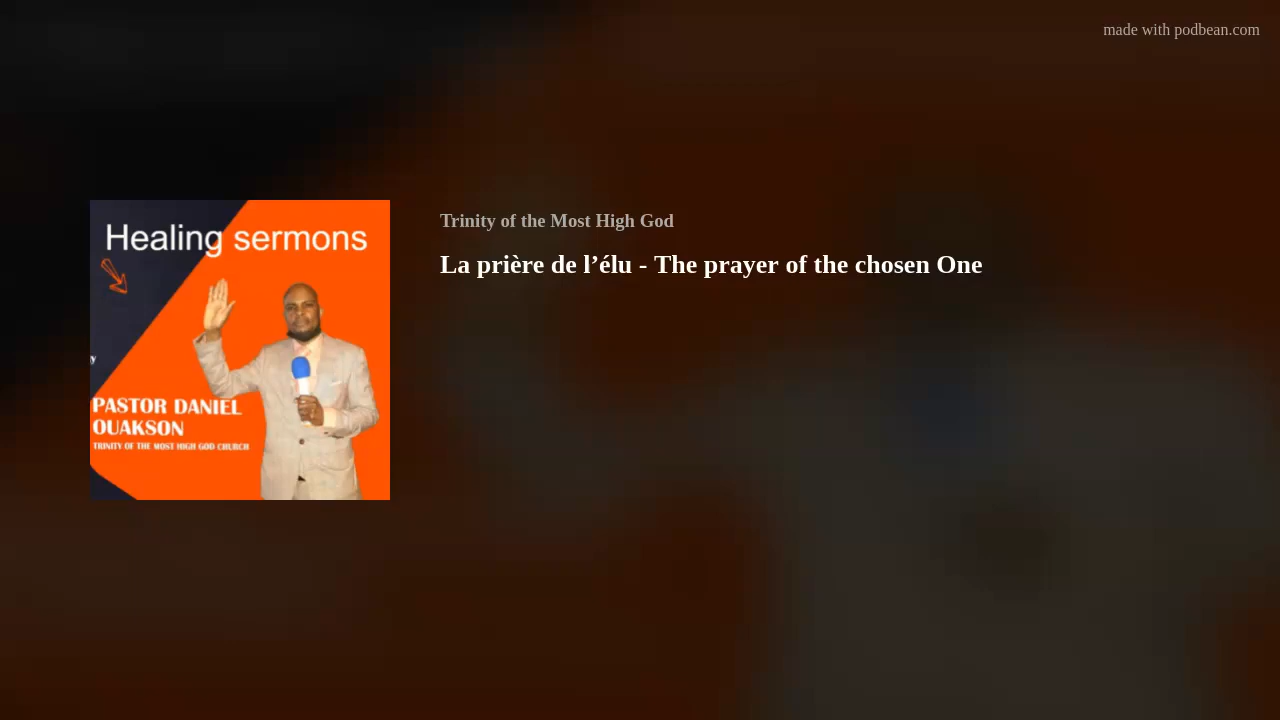 made with podbean.com
Healing sermons
PASTOR DANIEL
OUAKSON
TRINITY OF THE MOST HIGH GOD CHURCH
Trinity of the Most High God
La prière de l’élu - The prayer of the chosen One